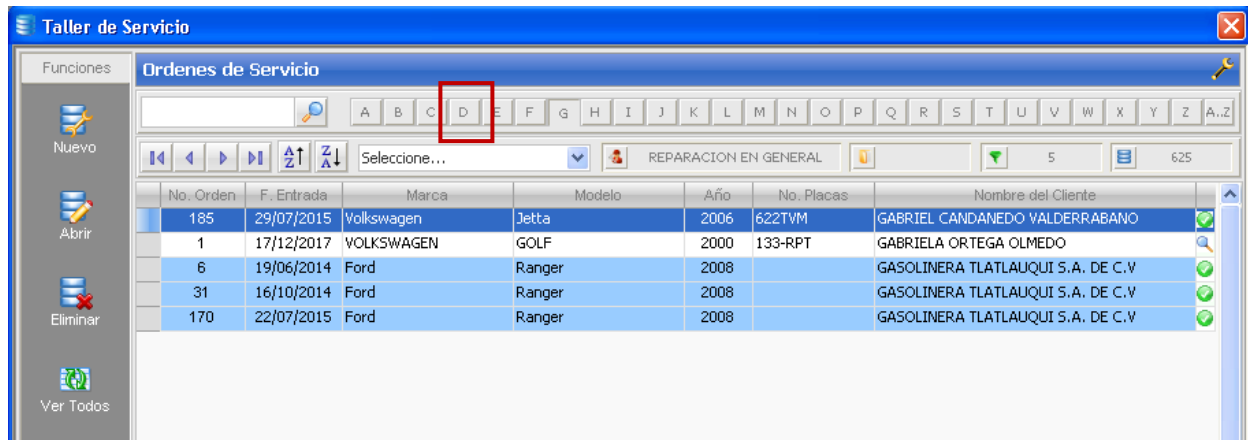 Taller de Servicio
Funciones
Ordenes de Servicio
A B C D E F G H I J K L M N O P Q R S T U V W X Y Z A..Z
Nuevo
Seleccione... REPARACION EN GENERAL 5 625
No. Orden F. Entrada Marca Modelo Año No. Placas Nombre del Cliente
185 29/07/2015 Volkswagen Jetta 2006 622TVM GABRIEL CANDANEDO VALDERRABANO
Abrir
1 17/12/2017 VOLKSWAGEN GOLF 2000 133-RPT GABRIELA ORTEGA OLMEDO
6 19/06/2014 Ford Ranger 2008 GASOLINERA TLATLAUQUI S.A. DE C.V
31 16/10/2014 Ford Ranger 2008 GASOLINERA TLATLAUQUI S.A. DE C.V
Eliminar
170 22/07/2015 Ford Ranger 2008 GASOLINERA TLATLAUQUI S.A. DE C.V
Ver Todos